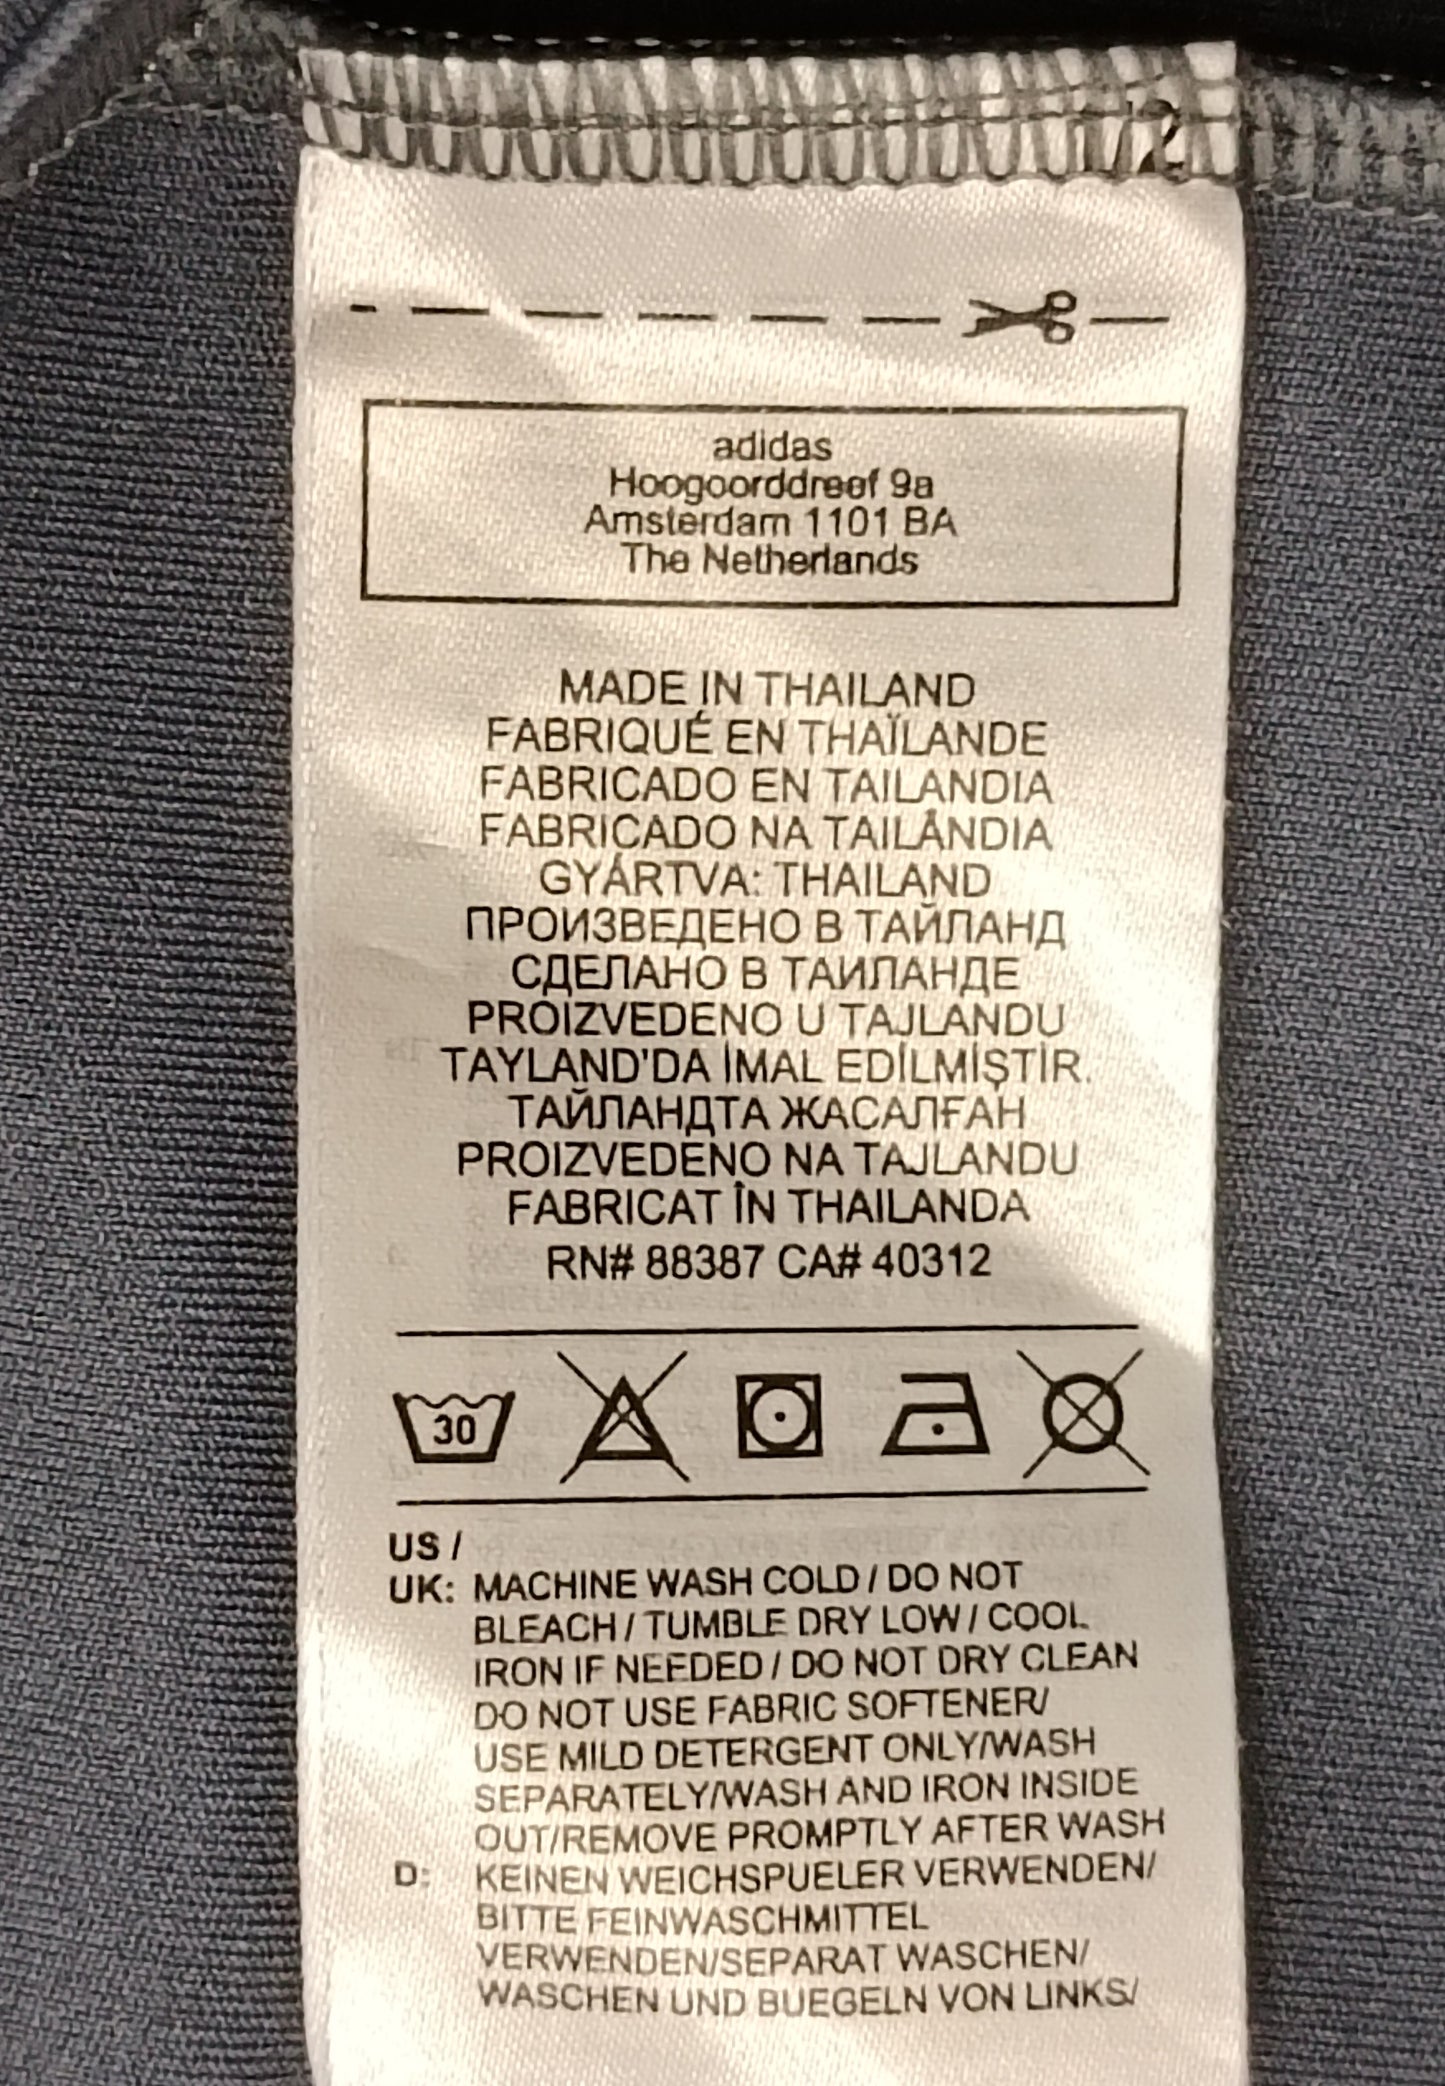 1/2
adidas
Hoogoorddreef 9a
Amsterdam 1101 BA
The Netherlands
MADE IN THAILAND
FABRIQUÉ EN THAÏLANDE
FABRICADO EN TAILANDIA
FABRICADO NA TAILÂNDIA
GYÁRTVA: THAILAND
ПРОИЗВЕДЕНО В ТАЙЛАНД
СДЕЛАНО В ТАИЛАНДЕ
PROIZVEDENO U TAJLANDU
TAYLAND'DA İMAL EDİLMİŞTİR.
ТАЙЛАНДТА ЖАСАЛҒАН
PROIZVEDENO NA TAJLANDU
FABRICAT ÎN THAILANDA
RN# 88387 CA# 40312
30
US /
UK: MACHINE WASH COLD / DO NOT
BLEACH / TUMBLE DRY LOW / COOL
IRON IF NEEDED / DO NOT DRY CLEAN
DO NOT USE FABRIC SOFTENER/
USE MILD DETERGENT ONLY/WASH
SEPARATELY/WASH AND IRON INSIDE
OUT/REMOVE PROMPTLY AFTER WASH
D: KEINEN WEICHSPUELER VERWENDEN/
BITTE FEINWASCHMITTEL
VERWENDEN/SEPARAT WASCHEN/
WASCHEN UND BUEGELN VON LINKS/